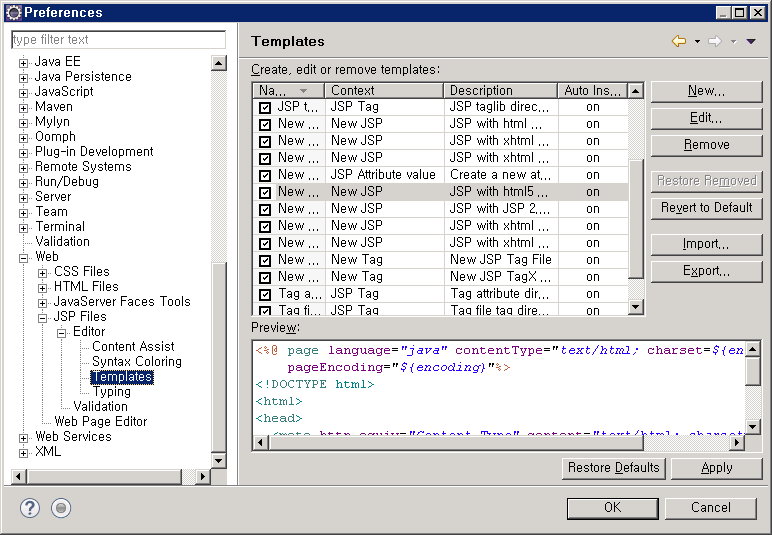 Preferences
type filter text
Java EE
Java Persistence
JavaScript
Maven
Mylyn
Oomph
Plug-in Development
Remote Systems
Run/Debug
Server
Team
Terminal
Validation
Web
CSS Files
HTML Files
JavaServer Faces Tools
JSP Files
Editor
Content Assist
Syntax Coloring
Templates
Typing
Validation
Web Page Editor
Web Services
XML
Templates
Create, edit or remove templates:
Na... Context Description Auto Ins...
JSP t... JSP Tag JSP taglib direc... on
New ... New JSP JSP with html ... on
New ... New JSP JSP with xhtml ... on
New ... New JSP JSP with xhtml ... on
New ... JSP Attribute value Create a new at... on
New ... New JSP JSP with html5 ... on
New ... New JSP JSP with JSP 2,... on
New ... New JSP JSP with xhtml ... on
New ... New JSP JSP with xhtml ... on
New ... New Tag New JSP Tag File on
New ... New Tag New JSP TagX ... on
Tag a... JSP Tag Tag attribute dir... on
Tag fi... JSP Tag Tag file tag dire... on
New...
Edit...
Remove
Restore Removed
Revert to Default
Import...
Export...
Preview:
<%@ page language="java" contentType="text/html; charset=${en
pageEncoding="${encoding}"%>
<!DOCTYPE html>
<html>
<head>
<meta http-equiv="Content-Type" content="text/html; charset
Restore Defaults
Apply
OK
Cancel